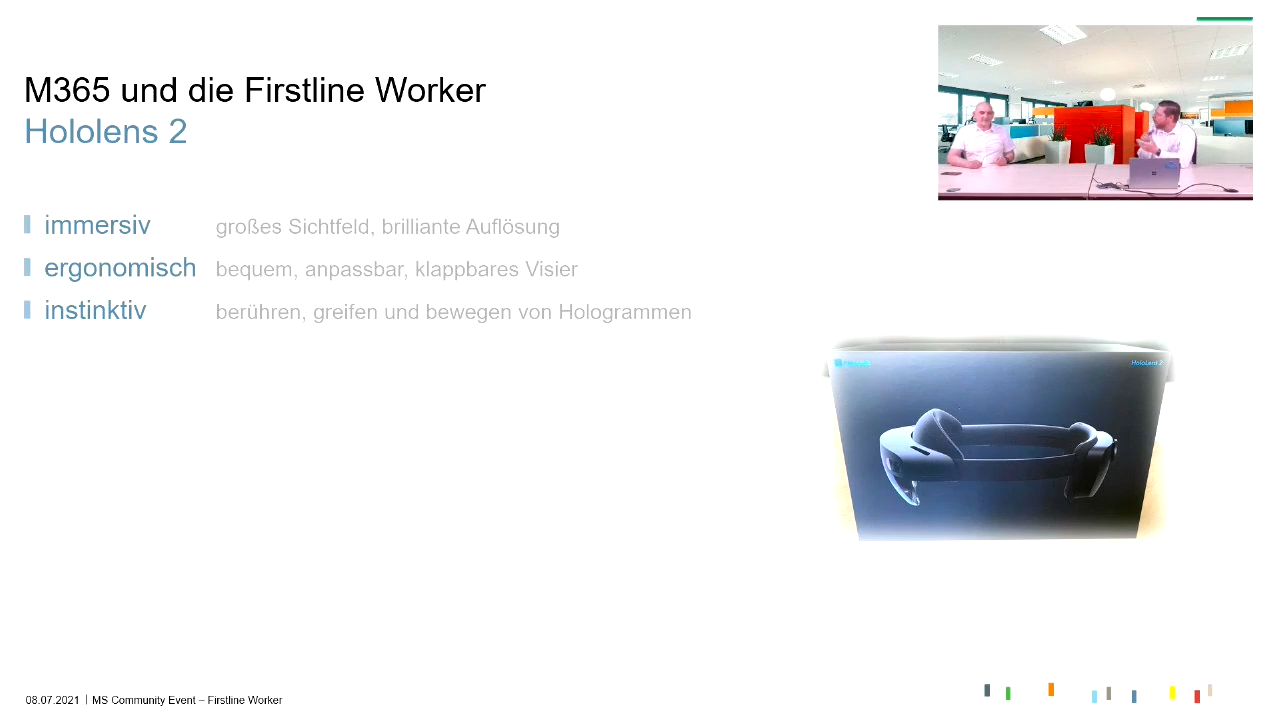 M365 und die Firstline Worker
Hololens 2
immersiv großes Sichtfeld, brilliante Auflösung
ergonomisch bequem, anpassbar, klappbares Visier
instinktiv berühren, greifen und bewegen von Hologrammen
HoloLens 2
08.07.2021 | MS Community Event – Firstline Worker